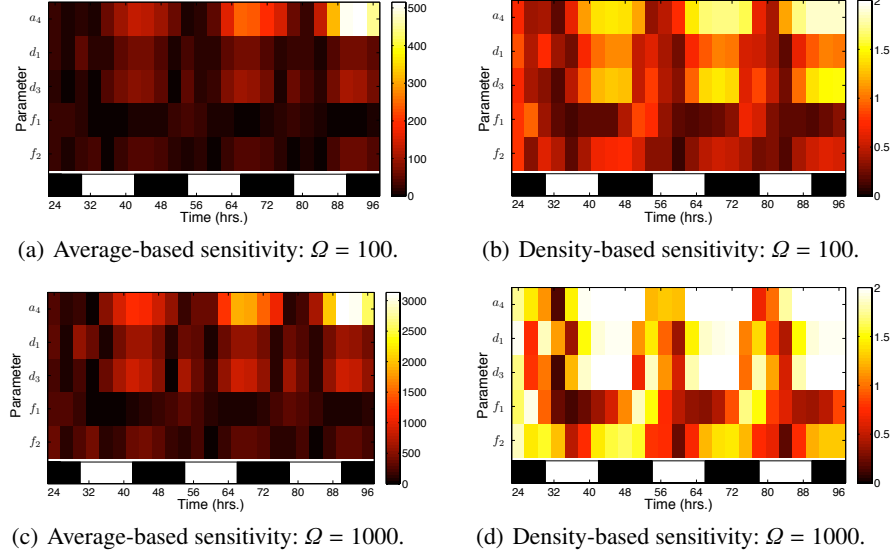 500
400
300
200
100
0
a₄
d₁
d₃
f₁
f₂
Parameter
24 32 40 48 56 64 72 80 88 96
Time (hrs.)
(a) Average-based sensitivity: Ω = 100.
2
1.5
1
0.5
0
a₄
d₁
d₃
f₁
f₂
Parameter
24 32 40 48 56 64 72 80 88 96
Time (hrs.)
(b) Density-based sensitivity: Ω = 100.
3000
2500
2000
1500
1000
500
0
a₄
d₁
d₃
f₁
f₂
Parameter
24 32 40 48 56 64 72 80 88 96
Time (hrs.)
(c) Average-based sensitivity: Ω = 1000.
2
1.5
1
0.5
0
a₄
d₁
d₃
f₁
f₂
Parameter
24 32 40 48 56 64 72 80 88 96
Time (hrs.)
(d) Density-based sensitivity: Ω = 1000.